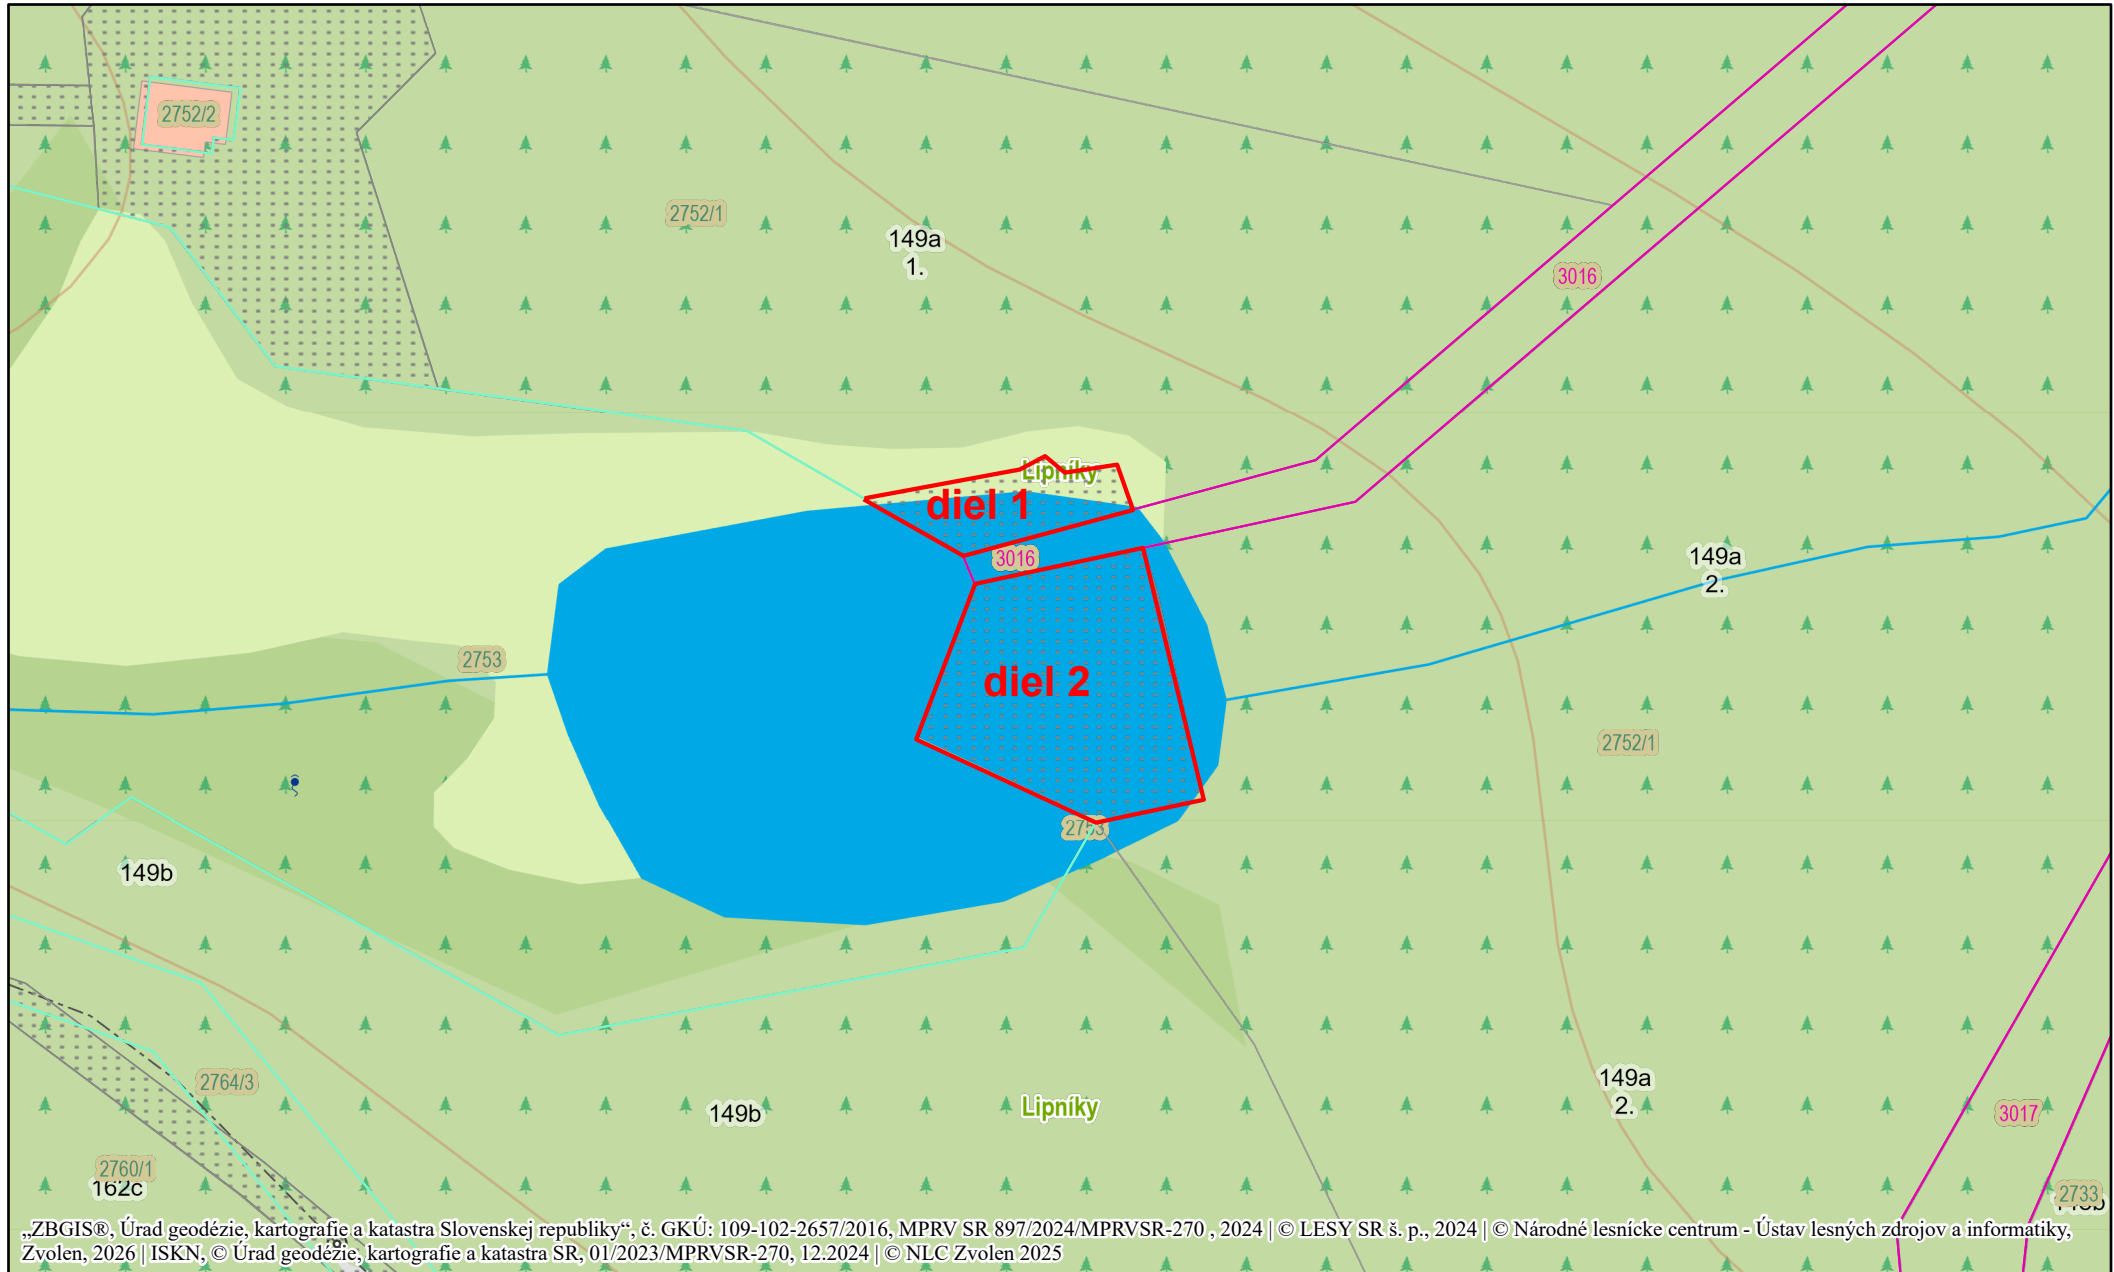 2752/2
2752/1
149a
1.
3016
Lipníky
diel 1
3016
149a
2.
2753
diel 2
2752/1
2753
149b
149a
2.
2764/3
149b
Lipníky
3017
2760/1
162c
2733
„ZBGIS®, Úrad geodézie, kartografie a katastra Slovenskej republiky“, č. GKÚ: 109-102-2657/2016, MPRV SR 897/2024/MPRVSR-270 , 2024 | © LESY SR š. p., 2024 | © Národné lesnícke centrum - Ústav lesných zdrojov a informatiky,
Zvolen, 2026 | ISKN, © Úrad geodézie, kartografie a katastra SR, 01/2023/MPRVSR-270, 12.2024 | © NLC Zvolen 2025